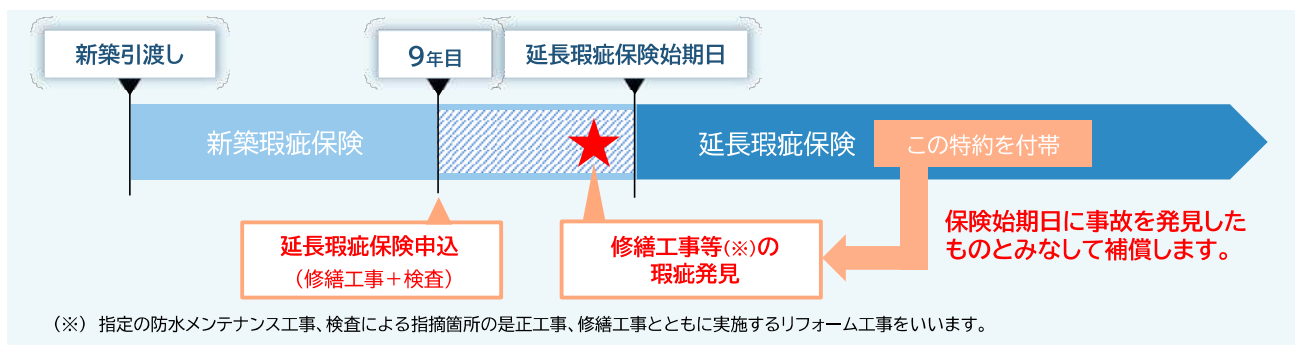 新築引渡し
9年目
延長瑕疵保険始期日
新築瑕疵保険
延長瑕疵保険
この特約を付帯
延長瑕疵保険申込
（修繕工事＋検査）
修繕工事等(※)の
瑕疵発見
保険始期日に事故を発見した
ものとみなして補償します。
（※） 指定の防水メンテナンス工事、検査による指摘箇所の是正工事、修繕工事とともに実施するリフォーム工事をいいます。